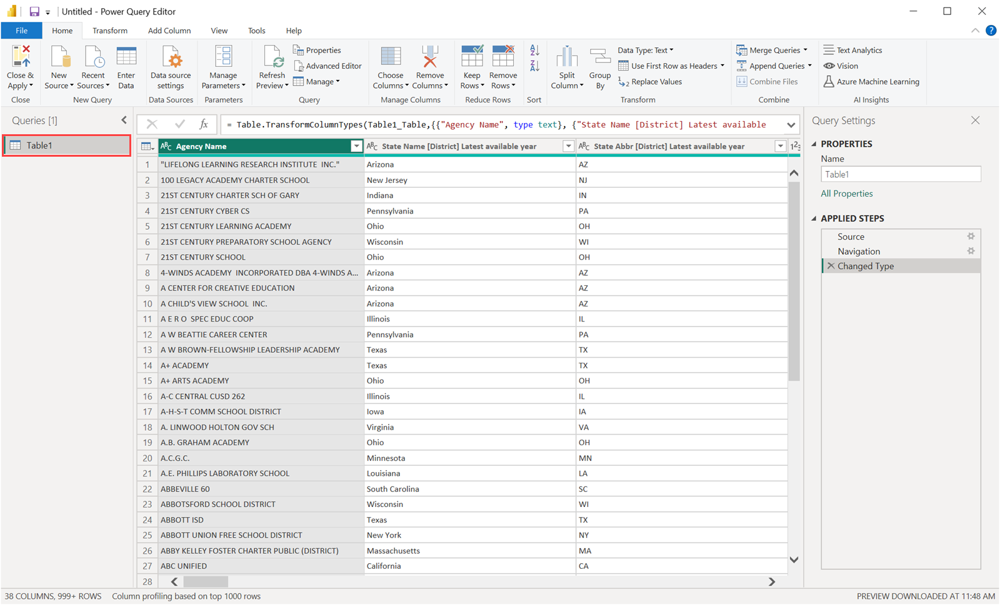 Untitled - Power Query Editor
File Home Transform Add Column View Tools Help
Close & Apply
New Source
Recent Sources
Enter Data
Data source settings
Manage Parameters
Refresh Preview
Properties
Advanced Editor
Manage
Choose Columns
Remove Columns
Keep Rows
Remove Rows
Split Column
Group By
Data Type: Text
Use First Row as Headers
Replace Values
Merge Queries
Append Queries
Combine Files
Text Analytics
Vision
Azure Machine Learning
Close New Query Data Sources Parameters Query Manage Columns Reduce Rows Sort Transform Combine AI Insights
Queries [1]
Table1
fx = Table.TransformColumnTypes(Table1_Table,{{"Agency Name", type text}, {"State Name [District] Latest available
ABC Agency Name ABC State Name [District] Latest available year ABC State Abbr [District] Latest available year 123
1 "LIFELONG LEARNING RESEARCH INSTITUTE INC." Arizona AZ
2 100 LEGACY ACADEMY CHARTER SCHOOL New Jersey NJ
3 21ST CENTURY CHARTER SCH OF GARY Indiana IN
4 21ST CENTURY CYBER CS Pennsylvania PA
5 21ST CENTURY LEARNING ACADEMY Ohio OH
6 21ST CENTURY PREPARATORY SCHOOL AGENCY Wisconsin WI
7 21ST CENTURY SCHOOL Ohio OH
8 4-WINDS ACADEMY INCORPORATED DBA 4-WINDS A... Arizona AZ
9 A CENTER FOR CREATIVE EDUCATION Arizona AZ
10 A CHILD'S VIEW SCHOOL INC. Arizona AZ
11 A E R O SPEC EDUC COOP Illinois IL
12 A W BEATTIE CAREER CENTER Pennsylvania PA
13 A W BROWN-FELLOWSHIP LEADERSHIP ACADEMY Texas TX
14 A+ ACADEMY Texas TX
15 A+ ARTS ACADEMY Ohio OH
16 A-C CENTRAL CUSD 262 Illinois IL
17 A-H-S-T COMM SCHOOL DISTRICT Iowa IA
18 A. LINWOOD HOLTON GOV SCH Virginia VA
19 A.B. GRAHAM ACADEMY Ohio OH
20 A.C.G.C. Minnesota MN
21 A.E. PHILLIPS LABORATORY SCHOOL Louisiana LA
22 ABBEVILLE 60 South Carolina SC
23 ABBOTSFORD SCHOOL DISTRICT Wisconsin WI
24 ABBOTT ISD Texas TX
25 ABBOTT UNION FREE SCHOOL DISTRICT New York NY
26 ABBY KELLEY FOSTER CHARTER PUBLIC (DISTRICT) Massachusetts MA
27 ABC UNIFIED California CA
28
Query Settings
PROPERTIES
Name
Table1
All Properties
APPLIED STEPS
Source
Navigation
Changed Type
38 COLUMNS, 999+ ROWS Column profiling based on top 1000 rows PREVIEW DOWNLOADED AT 11:48 AM